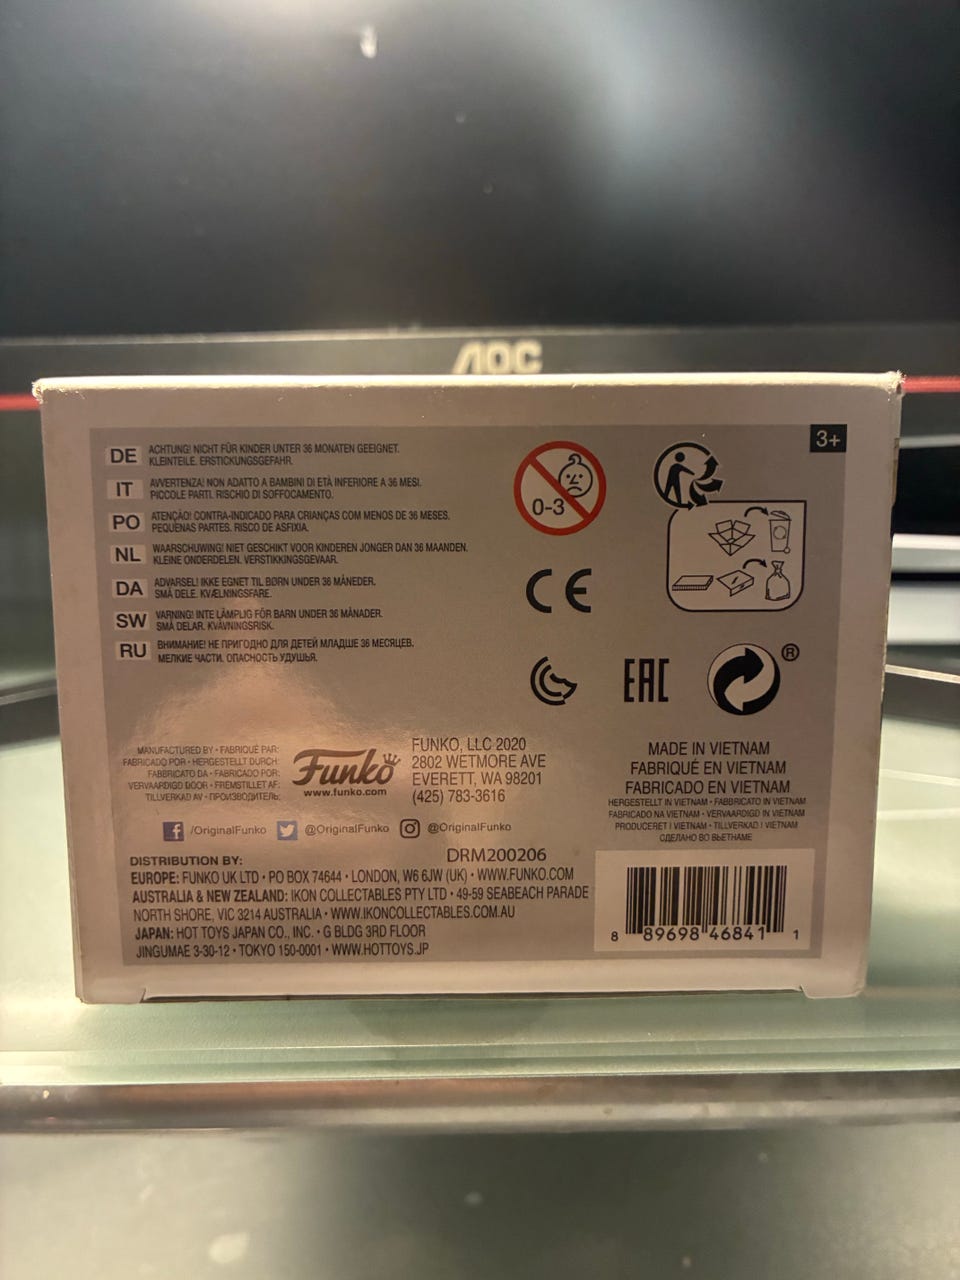 AOC
3+
DE ACHTUNG! NICHT FÜR KINDER UNTER 36 MONATEN GEEIGNET.
KLEINTEILE. ERSTICKUNGSGEFAHR.
IT AVVERTENZA! NON ADATTO A BAMBINI DI ETÀ INFERIORE A 36 MESI.
PICCOLE PARTI. RISCHIO DI SOFFOCAMENTO.
PO ATENÇÃO! CONTRA-INDICADO PARA CRIANÇAS COM MENOS DE 36 MESES.
PEQUENAS PARTES. RISCO DE ASFIXIA.
NL WAARSCHUWING! NIET GESCHIKT VOOR KINDEREN JONGER DAN 36 MAANDEN.
KLEINE ONDERDELEN. VERSTIKKINGSGEVAAR.
DA ADVARSEL! IKKE EGNET TIL BØRN UNDER 36 MÅNEDER.
SMÅ DELE. KVÆLNINGSFARE.
SW VARNING! INTE LÄMPLIG FÖR BARN UNDER 36 MÅNADER.
SMÅ DELAR. KVÄVNINGSRISK.
RU ВНИМАНИЕ! НЕ ПРИГОДНО ДЛЯ ДЕТЕЙ МЛАДШЕ 36 МЕСЯЦЕВ.
МЕЛКИЕ ЧАСТИ. ОПАСНОСТЬ УДУШЬЯ.
0-3
CE
EAC
®
MANUFACTURED BY • FABRIQUÉ PAR:
FABRICADO POR • HERGESTELLT DURCH:
FABBRICATO DA • FABRICADO POR:
VERVAARDIGD DOOR • FREMSTILLET AF:
TILLVERKAD AV • ПРОИЗВОДИТЕЛЬ:
Funko
www.funko.com
FUNKO, LLC 2020
2802 WETMORE AVE
EVERETT, WA 98201
(425) 783-3616
MADE IN VIETNAM
FABRIQUÉ EN VIETNAM
FABRICADO EN VIETNAM
HERGESTELLT IN VIETNAM • FABBRICATO IN VIETNAM
FABRICADO NA VIETNAM • VERVAARDIGD IN VIETNAM
PRODUCERET I VIETNAM • TILLVERKAD I VIETNAM
СДЕЛАНО ВО ВЬЕТНАМЕ
/OriginalFunko @OriginalFunko @OriginalFunko
DRM200206
DISTRIBUTION BY:
EUROPE: FUNKO UK LTD • PO BOX 74644 • LONDON, W6 6JW (UK) • WWW.FUNKO.COM
AUSTRALIA & NEW ZEALAND: IKON COLLECTABLES PTY LTD • 49-59 SEABEACH PARADE
NORTH SHORE, VIC 3214 AUSTRALIA • WWW.IKONCOLLECTABLES.COM.AU
JAPAN: HOT TOYS JAPAN CO., INC. • G BLDG 3RD FLOOR
JINGUMAE 3-30-12 • TOKYO 150-0001 • WWW.HOTTOYS.JP
8 89698 46841 1